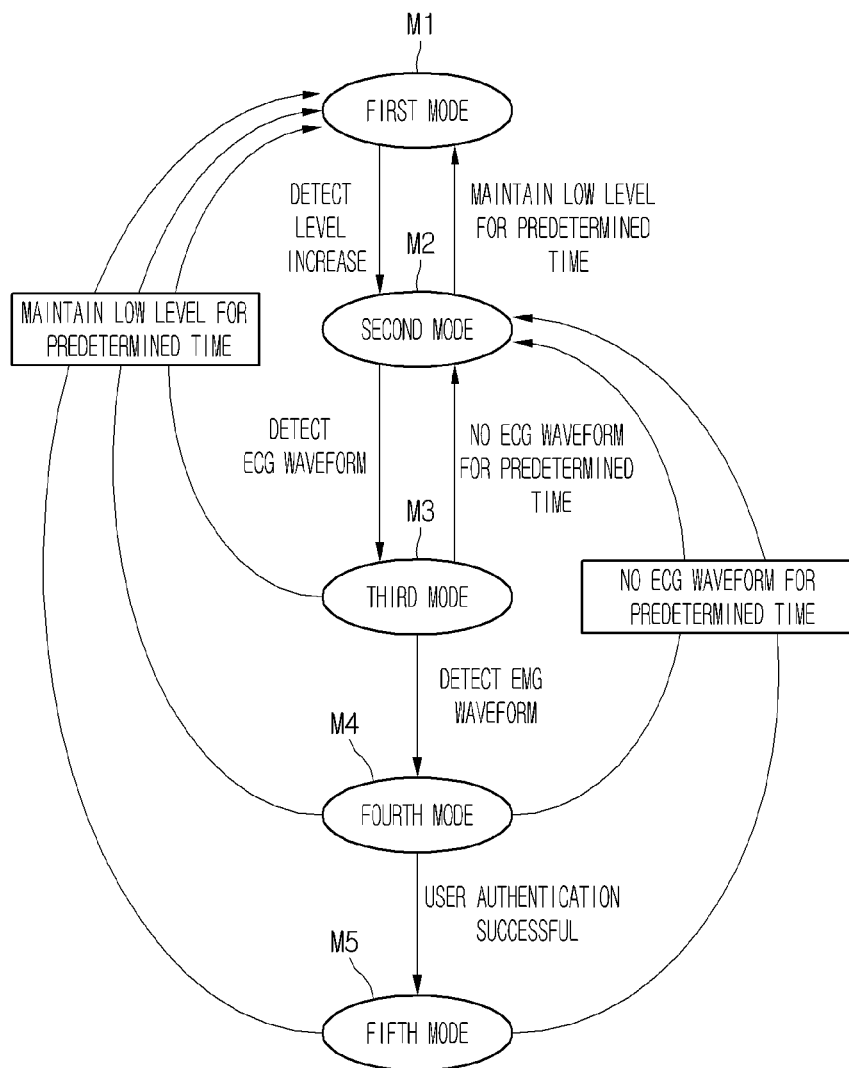 M1
FIRST MODE
DETECT
LEVEL
INCREASE
MAINTAIN LOW LEVEL
FOR PREDETERMINED
TIME
M2
MAINTAIN LOW LEVEL FOR
PREDETERMINED TIME
SECOND MODE
DETECT
ECG WAVEFORM
NO ECG WAVEFORM
FOR PREDETERMINED
TIME
M3
THIRD MODE
NO ECG WAVEFORM FOR
PREDETERMINED TIME
DETECT EMG
WAVEFORM
M4
FOURTH MODE
USER AUTHENTICATION
SUCCESSFUL
M5
FIFTH MODE